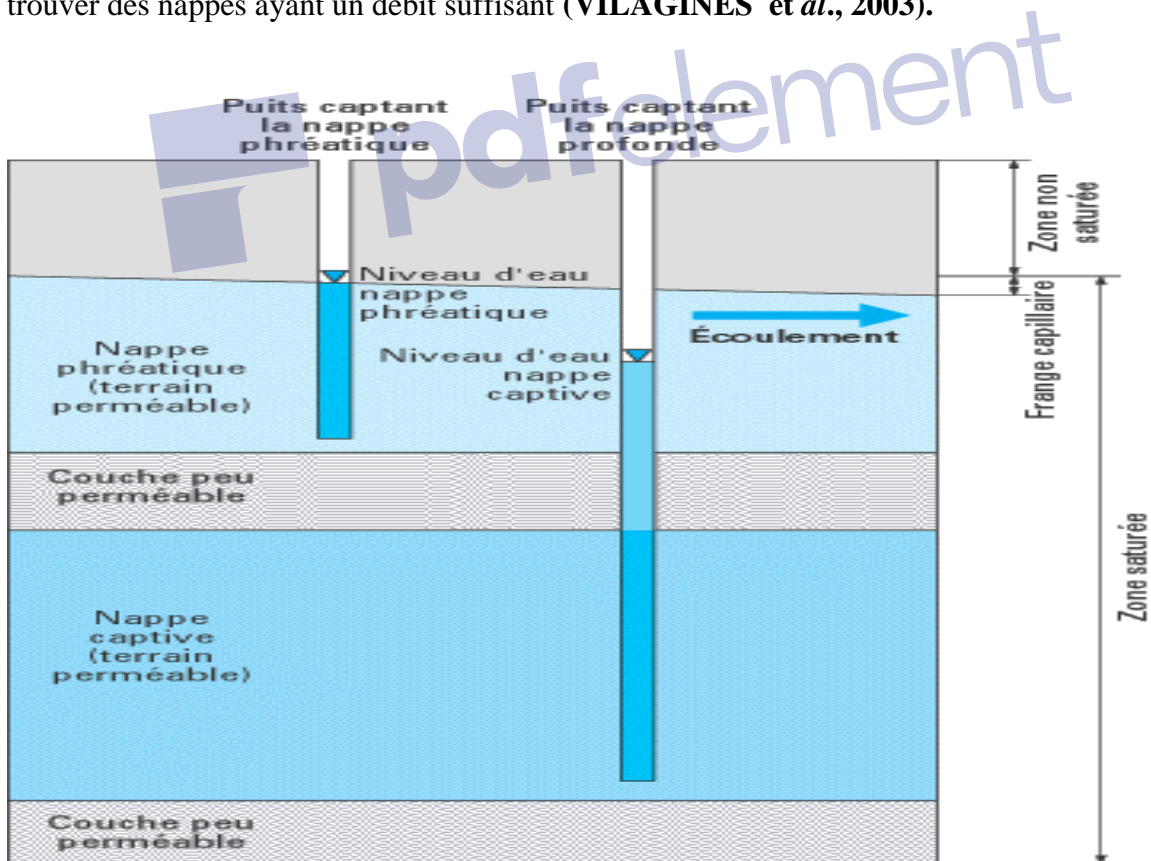 trouver des nappes ayant un débit suffisant (VILAGINES et al., 2003).
pdfelement
Puits captant
la nappe
phréatique
Puits captant
la nappe
profonde
Zone non
saturée
Niveau d'eau
nappe
phréatique
Écoulement
Frange capillaire
Nappe
phréatique
(terrain
perméable)
Niveau d'eau
nappe
captive
Couche peu
perméable
Zone saturée
Nappe
captive
(terrain
perméable)
Couche peu
perméable